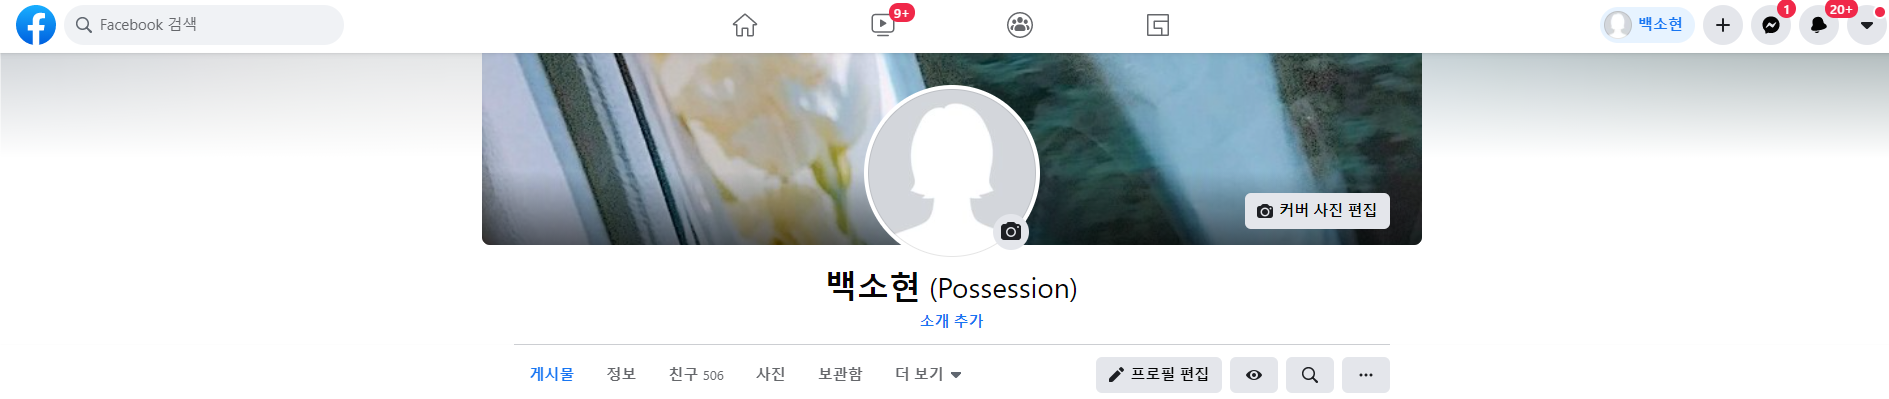 Facebook 검색
9+
백소현
1
20+
커버 사진 편집
백소현 (Possession)
소개 추가
게시물 정보 친구 506 사진 보관함 더 보기 프로필 편집